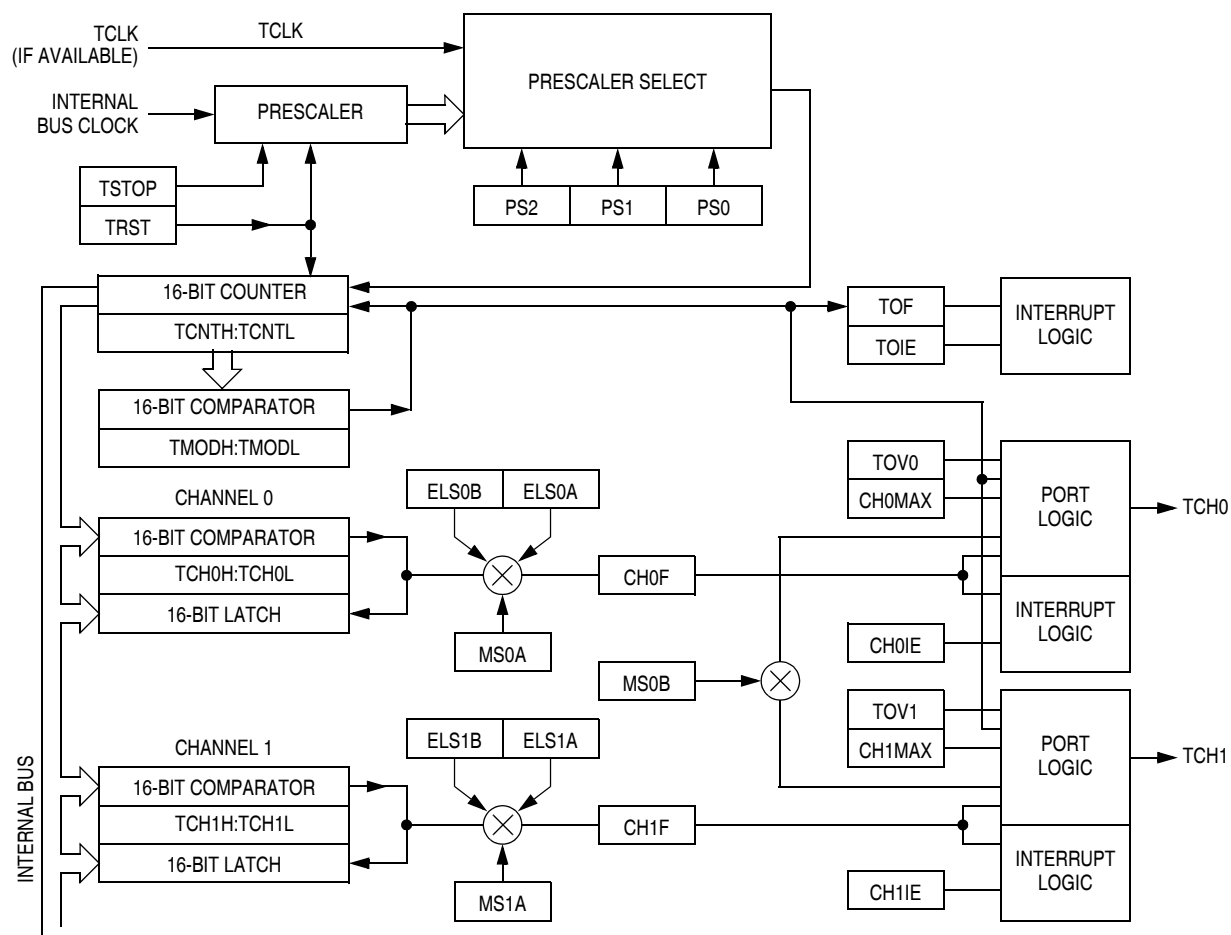 TCLK
(IF AVAILABLE)
TCLK
PRESCALER SELECT
INTERNAL
BUS CLOCK
PRESCALER
TSTOP
TRST
PS2
PS1
PS0
16-BIT COUNTER
TCNTH:TCNTL
TOF
TOIE
INTERRUPT
LOGIC
16-BIT COMPARATOR
TMODH:TMODL
CHANNEL 0
ELS0B
ELS0A
TOV0
CH0MAX
PORT
LOGIC
TCH0
16-BIT COMPARATOR
TCH0H:TCH0L
16-BIT LATCH
CH0F
MS0A
INTERRUPT
LOGIC
CH0IE
MS0B
CHANNEL 1
ELS1B
ELS1A
TOV1
CH1MAX
PORT
LOGIC
TCH1
16-BIT COMPARATOR
TCH1H:TCH1L
16-BIT LATCH
CH1F
MS1A
INTERRUPT
LOGIC
CH1IE
INTERNAL BUS